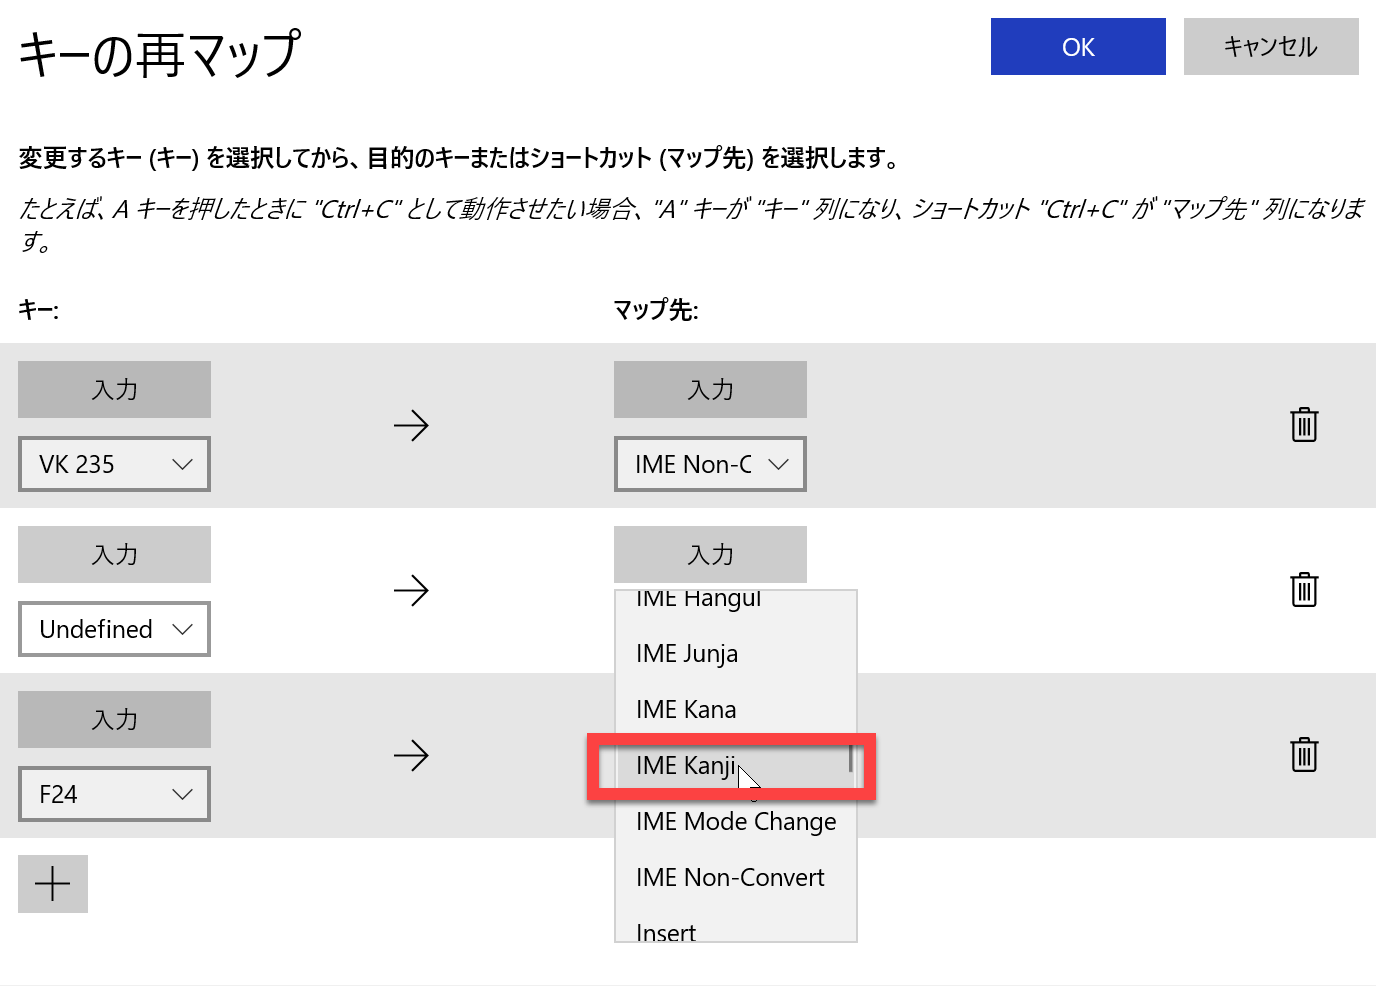 キーの再マップ
OK
キャンセル
変更するキー (キー) を選択してから、目的のキーまたはショートカット (マップ先) を選択します。
たとえば、A キーを押したときに "Ctrl+C" として動作させたい場合、"A" キーが "キー" 列になり、ショートカット "Ctrl+C" が "マップ先" 列になりま
す。
キー:
マップ先:
入力
入力
VK 235
IME Non-C
入力
入力
Undefined
IME Hangul
IME Junja
IME Kana
入力
IME Kanji
F24
IME Mode Change
IME Non-Convert
Insert